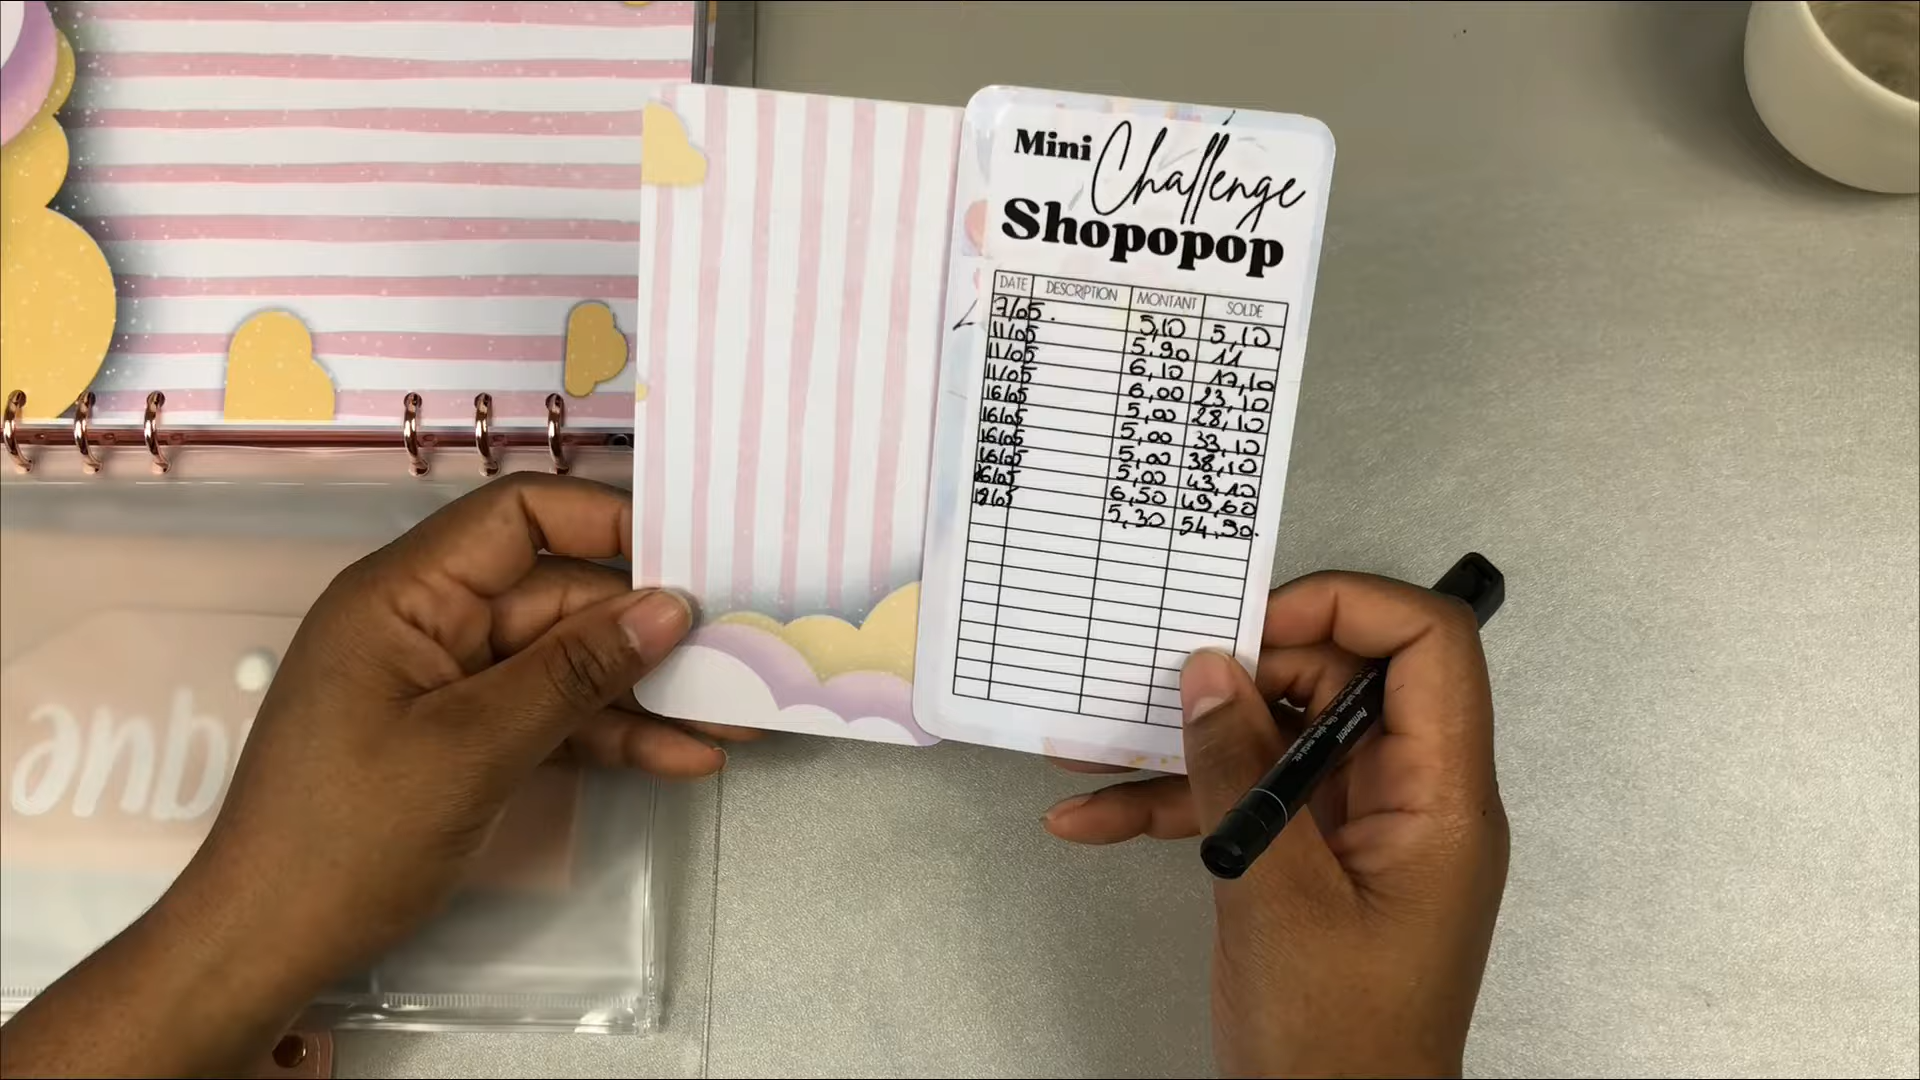 Mini Challenge
Shopopop
DATE DESCRIPTION MONTANT SOLDE
7/05. 5,10 5,10
11/05 5,90 11
11/05 6,10 17,10
11/05 6,00 23,10
16/05 5,00 28,10
16/05 5,00 33,10
16/05 5,00 38,10
16/05 5,00 43,10
16/05 6,50 49,60
5,30 54,90.
que
Permanent